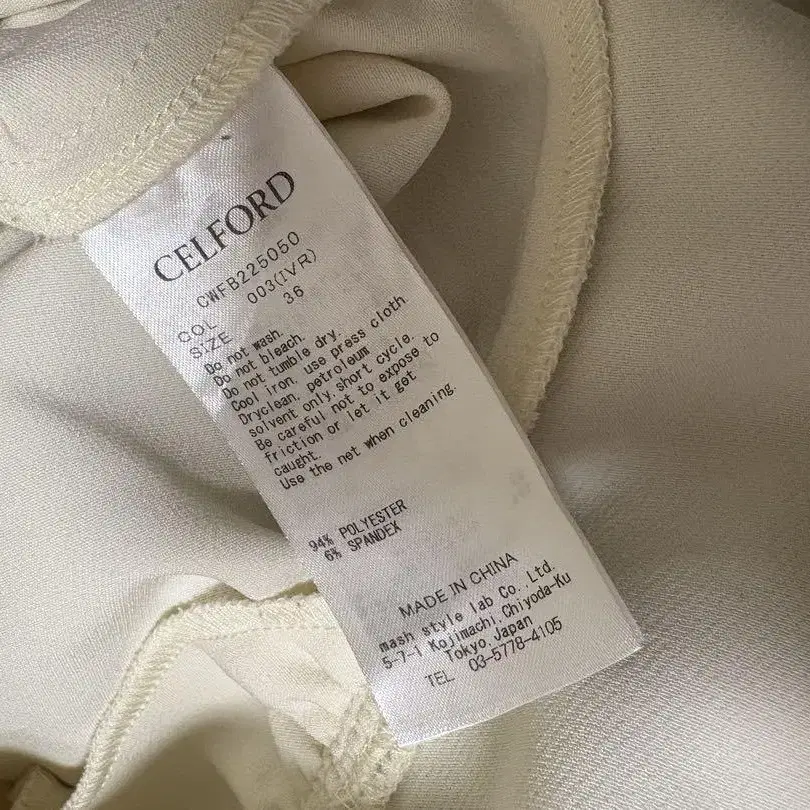 CELFORD
CWFB225050
COL 003(IVR)
SIZE 36
Do not wash.
Do not bleach.
Do not tumble dry.
Cool iron, use press cloth.
Dryclean, petroleum
solvent only,short cycle.
Be careful not to expose to
friction or let it get
caught.
Use the net when cleaning.
94% POLYESTER
6% SPANDEX
MADE IN CHINA
mash style lab Co.,Ltd.
5-7-1 Kojimachi,Chiyoda-Ku
Tokyo,Japan
TEL 03-5778-4105